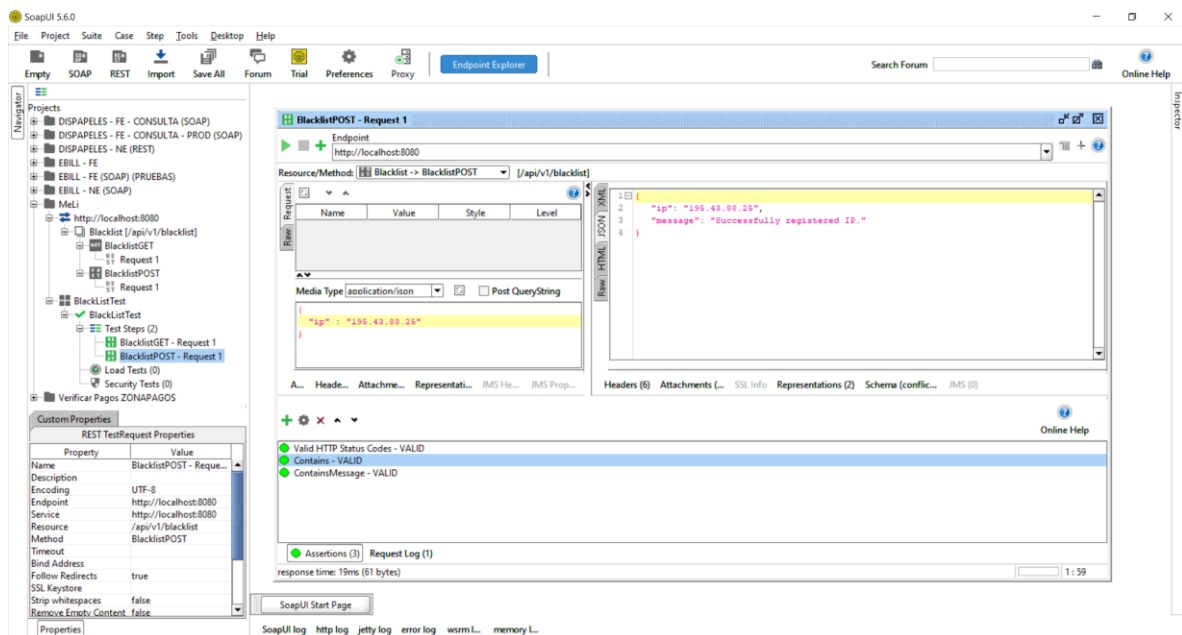 SoapUI 5.6.0
File Project Suite Case Step Tools Desktop Help
Empty SOAP REST Import Save All Forum Trial Preferences Proxy
Endpoint Explorer
Search Forum
Online Help
Navigator
Projects
DISPAPELES - FE - CONSULTA (SOAP)
DISPAPELES - FE - CONSULTA - PROD (SOAP)
DISPAPELES - NE (REST)
EBILL - FE
EBILL - FE (SOAP) (PRUEBAS)
EBILL - NE (SOAP)
MeLi
http://localhost:8080
Blacklist [/api/v1/blacklist]
BlacklistGET
Request 1
BlacklistPOST
Request 1
BlackListTest
BlackListTest
Test Steps (2)
BlacklistGET - Request 1
BlacklistPOST - Request 1
Load Tests (0)
Security Tests (0)
Verificar Pagos ZONAPAGOS
Custom Properties
REST TestRequest Properties
Property Value
Name BlacklistPOST - Reque...
Description
Encoding UTF-8
Endpoint http://localhost:8080
Service http://localhost:8080
Resource /api/v1/blacklist
Method BlacklistPOST
Timeout
Bind Address
Follow Redirects true
SSL Keystore
Strip whitespaces false
Remove Empty Content false
Properties
BlacklistPOST - Request 1
Endpoint
http://localhost:8080
Resource/Method: Blacklist -> BlacklistPOST [/api/v1/blacklist]
Request
Raw
Name Value Style Level
Media Type application/json Post QueryString
{
"ip" : "195.43.80.25"
}
A... Heade... Attachme... Representati... JMS He... JMS Prop...
XML
JSON
HTML
Raw
1 {
2 "ip": "195.43.80.25",
3 "message": "Successfully registered IP."
4 }
Headers (6) Attachments (... SSL Info Representations (2) Schema (conflic... JMS (0)
Online Help
Valid HTTP Status Codes - VALID
Contains - VALID
ContainsMessage - VALID
Assertions (3) Request Log (1)
response time: 19ms (61 bytes)
1 : 59
SoapUI Start Page
SoapUI log http log jetty log error log wsrm l... memory l...
Inspector